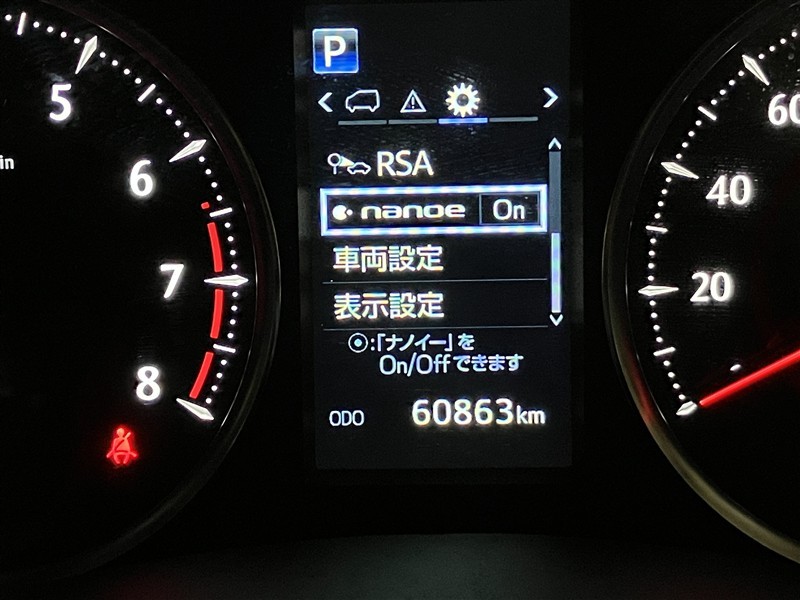 P
RSA
nanoe On
車両設定
表示設定
:「ナノイー」を
On/Offできます
ODO 60863km
5
6
7
8
in
60
40
20